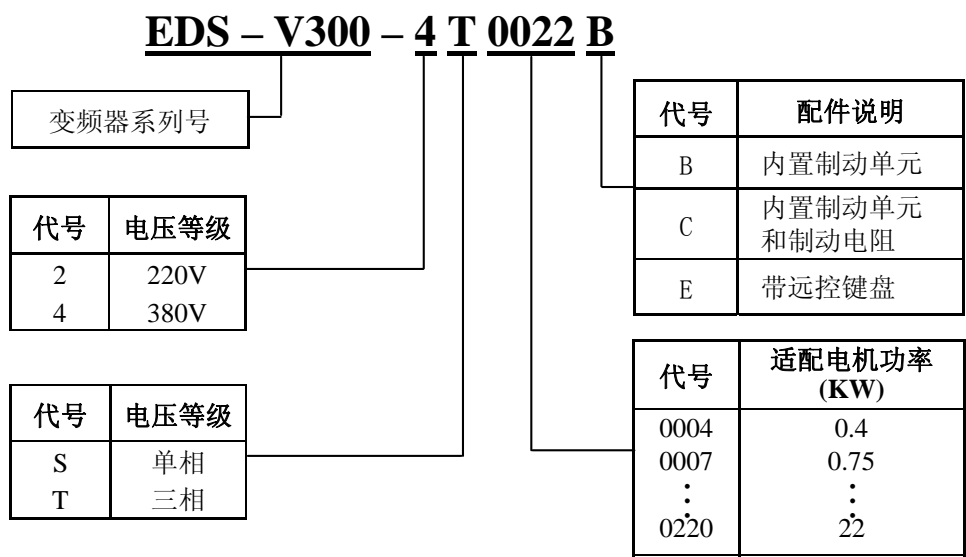 EDS – V300 – 4 T 0022 B
变频器系列号
代号 电压等级
2 220V
4 380V
代号 电压等级
S 单相
T 三相
代号 配件说明
B 内置制动单元
C 内置制动单元
和制动电阻
E 带远控键盘
代号 适配电机功率
(KW)
0004 0.4
0007 0.75
⋮ ⋮
0220 22